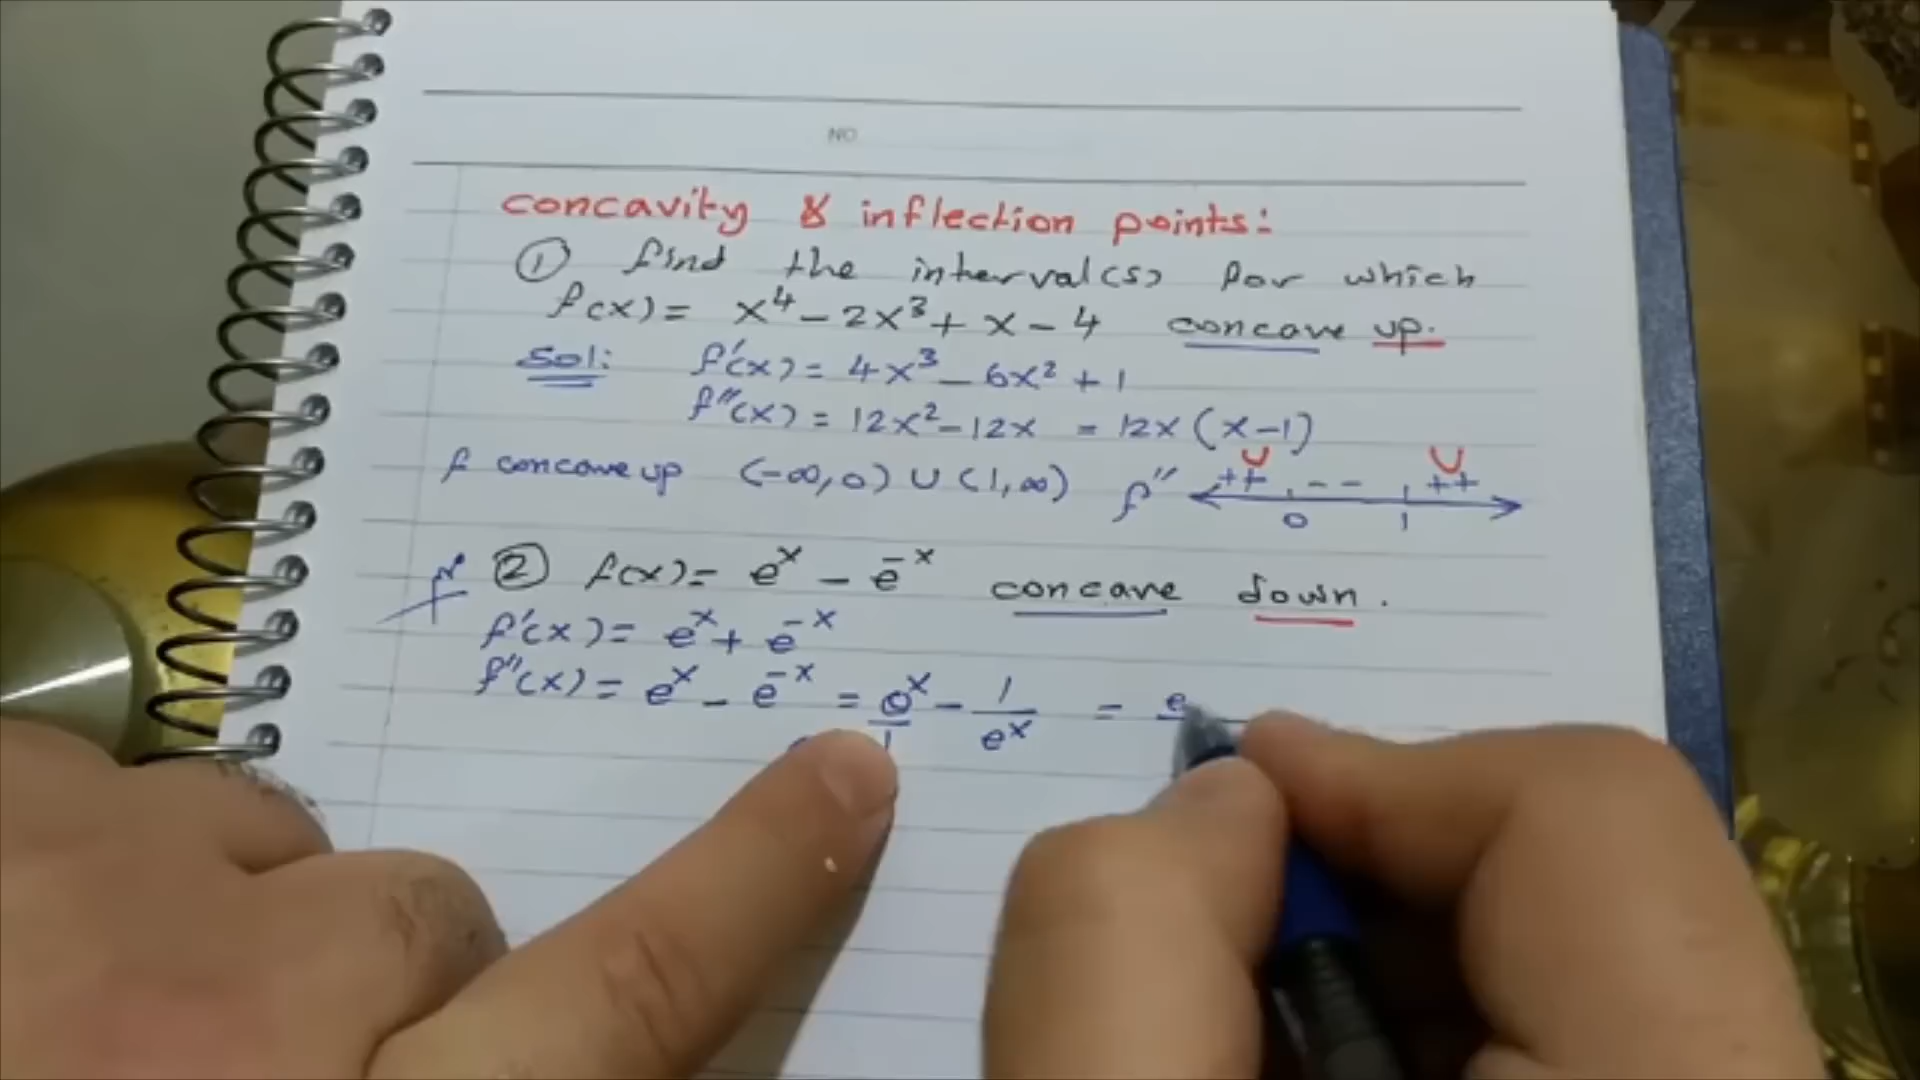 NO
concavity & inflection points:
① find the interval(s) for which
f(x) = x⁴ - 2x³ + x - 4 concave up.
Sol: f'(x) = 4x³ - 6x² + 1
f''(x) = 12x² - 12x = 12x (x-1)
f concave up (-∞,0) ∪ (1,∞) f'' ++ - - ++
0 1
② f(x) = eˣ - e⁻ˣ concave down.
f'(x) = eˣ + e⁻ˣ
f''(x) = eˣ - e⁻ˣ = eˣ/1 - 1/eˣ = e